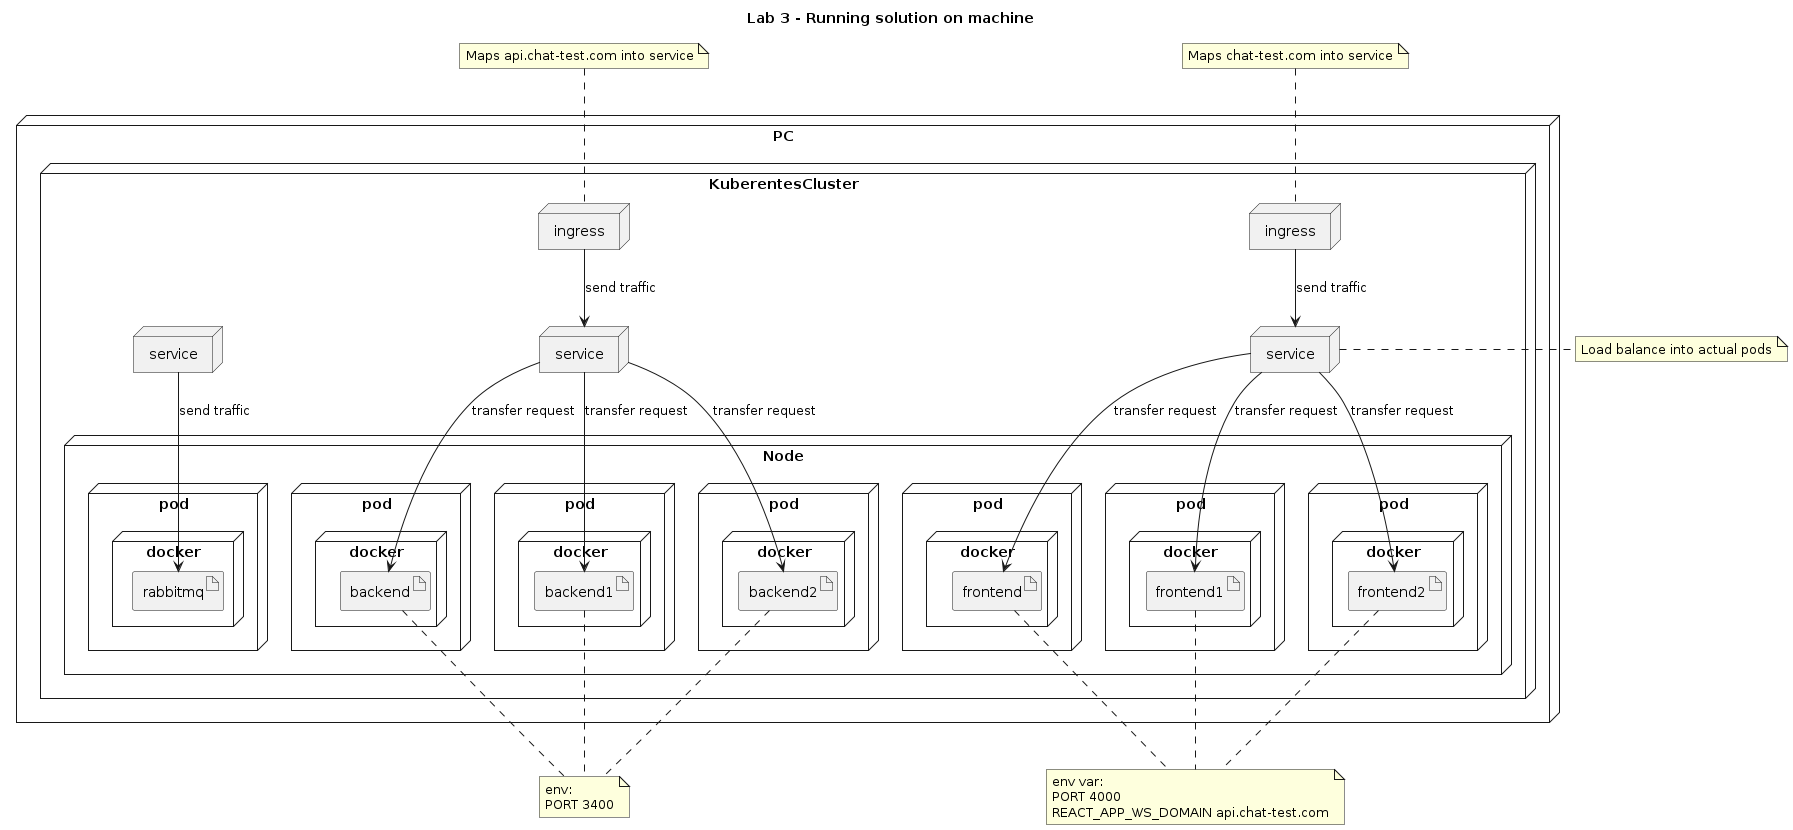 Lab 3 - Running solution on machine
Maps api.chat-test.com into service
Maps chat-test.com into service
PC
KuberentesCluster
ingress
ingress
send traffic
send traffic
service
service
service
Load balance into actual pods
send traffic
transfer request
transfer request
transfer request
transfer request
transfer request
transfer request
Node
pod
pod
pod
pod
pod
pod
pod
docker
docker
docker
docker
docker
docker
docker
rabbitmq
backend
backend1
backend2
frontend
frontend1
frontend2
env:
PORT 3400
env var:
PORT 4000
REACT_APP_WS_DOMAIN api.chat-test.com